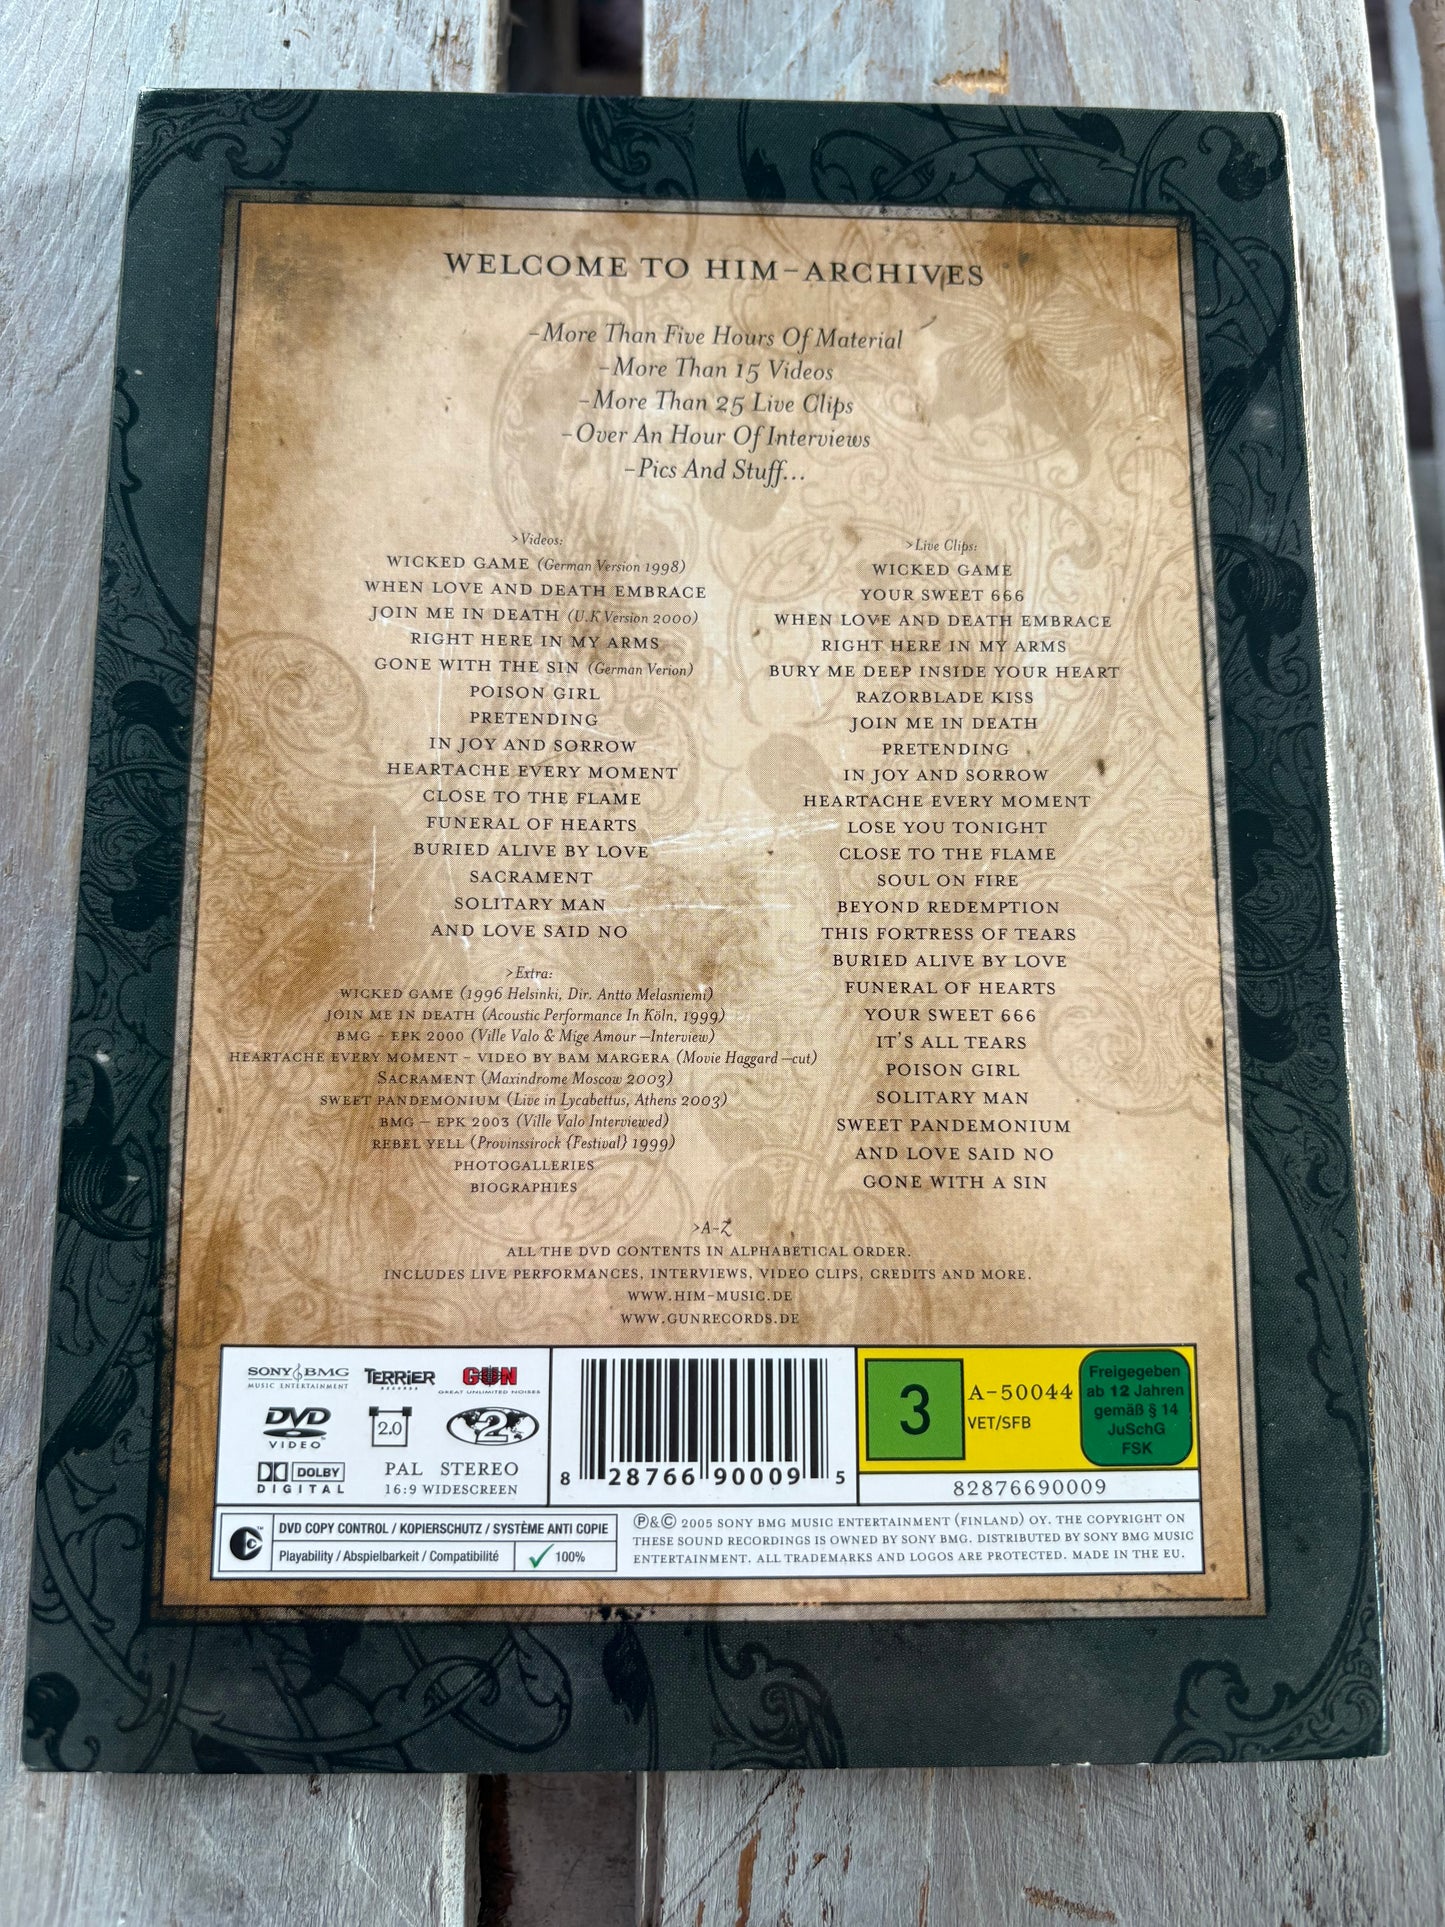 WELCOME TO HIM–ARCHIVES
–More Than Five Hours Of Material
–More Than 15 Videos
–More Than 25 Live Clips
–Over An Hour Of Interviews
–Pics And Stuff...
>Videos:
WICKED GAME (German Version 1998)
WHEN LOVE AND DEATH EMBRACE
JOIN ME IN DEATH (U.K Version 2000)
RIGHT HERE IN MY ARMS
GONE WITH THE SIN (German Verion)
POISON GIRL
PRETENDING
IN JOY AND SORROW
HEARTACHE EVERY MOMENT
CLOSE TO THE FLAME
FUNERAL OF HEARTS
BURIED ALIVE BY LOVE
SACRAMENT
SOLITARY MAN
AND LOVE SAID NO
>Extra:
WICKED GAME (1996 Helsinki, Dir. Antto Melasniemi)
JOIN ME IN DEATH (Acoustic Performance In Köln, 1999)
BMG – EPK 2000 (Ville Valo & Mige Amour –Interview)
HEARTACHE EVERY MOMENT – VIDEO BY BAM MARGERA (Movie Haggard –cut)
SACRAMENT (Maxindrome Moscow 2003)
SWEET PANDEMONIUM (Live in Lycabettus, Athens 2003)
BMG – EPK 2003 (Ville Valo Interviewed)
REBEL YELL (Provinssirock {Festival} 1999)
PHOTOGALLERIES
BIOGRAPHIES
>Live Clips:
WICKED GAME
YOUR SWEET 666
WHEN LOVE AND DEATH EMBRACE
RIGHT HERE IN MY ARMS
BURY ME DEEP INSIDE YOUR HEART
RAZORBLADE KISS
JOIN ME IN DEATH
PRETENDING
IN JOY AND SORROW
HEARTACHE EVERY MOMENT
LOSE YOU TONIGHT
CLOSE TO THE FLAME
SOUL ON FIRE
BEYOND REDEMPTION
THIS FORTRESS OF TEARS
BURIED ALIVE BY LOVE
FUNERAL OF HEARTS
YOUR SWEET 666
IT'S ALL TEARS
POISON GIRL
SOLITARY MAN
SWEET PANDEMONIUM
AND LOVE SAID NO
GONE WITH A SIN
>A–Z
ALL THE DVD CONTENTS IN ALPHABETICAL ORDER.
INCLUDES LIVE PERFORMANCES, INTERVIEWS, VIDEO CLIPS, CREDITS AND MORE.
WWW.HIM-MUSIC.DE
WWW.GUNRECORDS.DE
SONY BMG
MUSIC ENTERTAINMENT
TERRIER
RECORDS
GUN
GREAT UNLIMITED NOISES
DVD
VIDEO™
2.0
2
DOLBY
DIGITAL
PAL STEREO
16:9 WIDESCREEN
8 28766 90009 5
3
A-50044
VET/SFB
Freigegeben
ab 12 Jahren
gemäß § 14
JuSchG
FSK
82876690009
DVD COPY CONTROL / KOPIERSCHUTZ / SYSTÈME ANTI COPIE
Playability / Abspielbarkeit / Compatibilité 100%
℗&© 2005 SONY BMG MUSIC ENTERTAINMENT (FINLAND) OY. THE COPYRIGHT ON
THESE SOUND RECORDINGS IS OWNED BY SONY BMG. DISTRIBUTED BY SONY BMG MUSIC
ENTERTAINMENT. ALL TRADEMARKS AND LOGOS ARE PROTECTED. MADE IN THE EU.